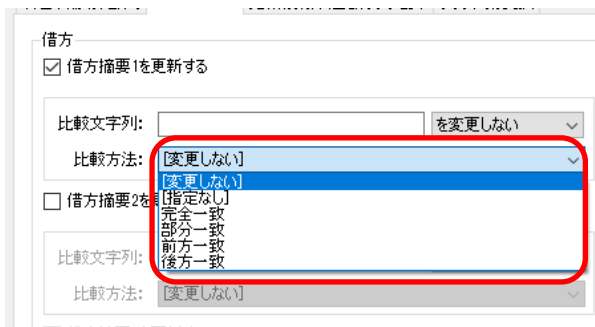 借方
借方摘要1を更新する
比較文字列: を変更しない
比較方法: [変更しない]
[変更しない]
借方摘要2を [指定なし]
完全一致
部分一致
前方一致
比較文字列:
後方一致
比較方法: [変更しない]